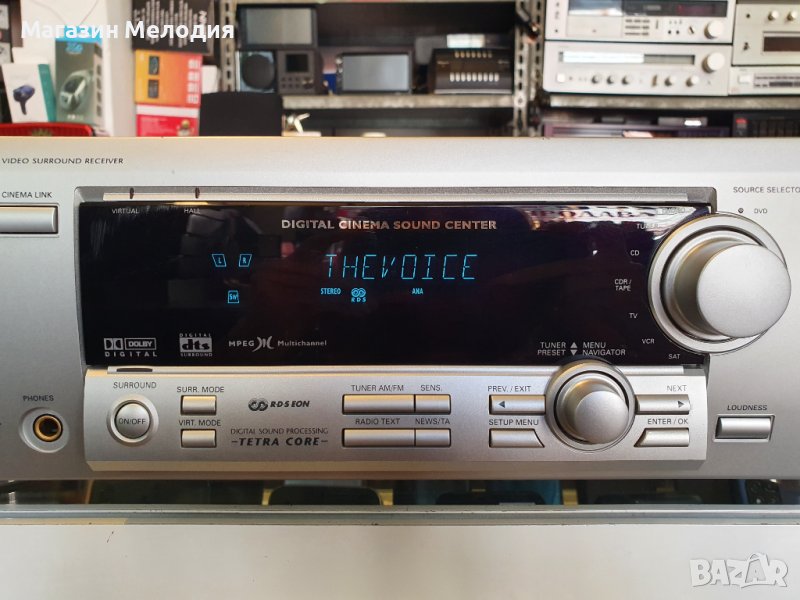 Магазин Мелодия
VIDEO SURROUND RECEIVER
CINEMA LINK
VIRTUAL HALL
DIGITAL CINEMA SOUND CENTER
SOURCE SELECTO
DVD
TUNER
CD
CDR /
TAPE
TV
VCR
SAT
L R
SW
THEVOICE
STEREO RDS ANA
DOLBY
DIGITAL
DIGITAL
dts
SURROUND
MPEG Multichannel
TUNER ▲ MENU
PRESET ▼ NAVIGATOR
PHONES
SURROUND
ON/OFF
SURR. MODE
VIRT. MODE
R·D·S EON
DIGITAL SOUND PROCESSING
-TETRA CORE-
TUNER AM/FM
SENS.
RADIO TEXT
NEWS/TA
PREV. / EXIT
NEXT
SETUP MENU
ENTER / OK
LOUDNESS
BAZAR